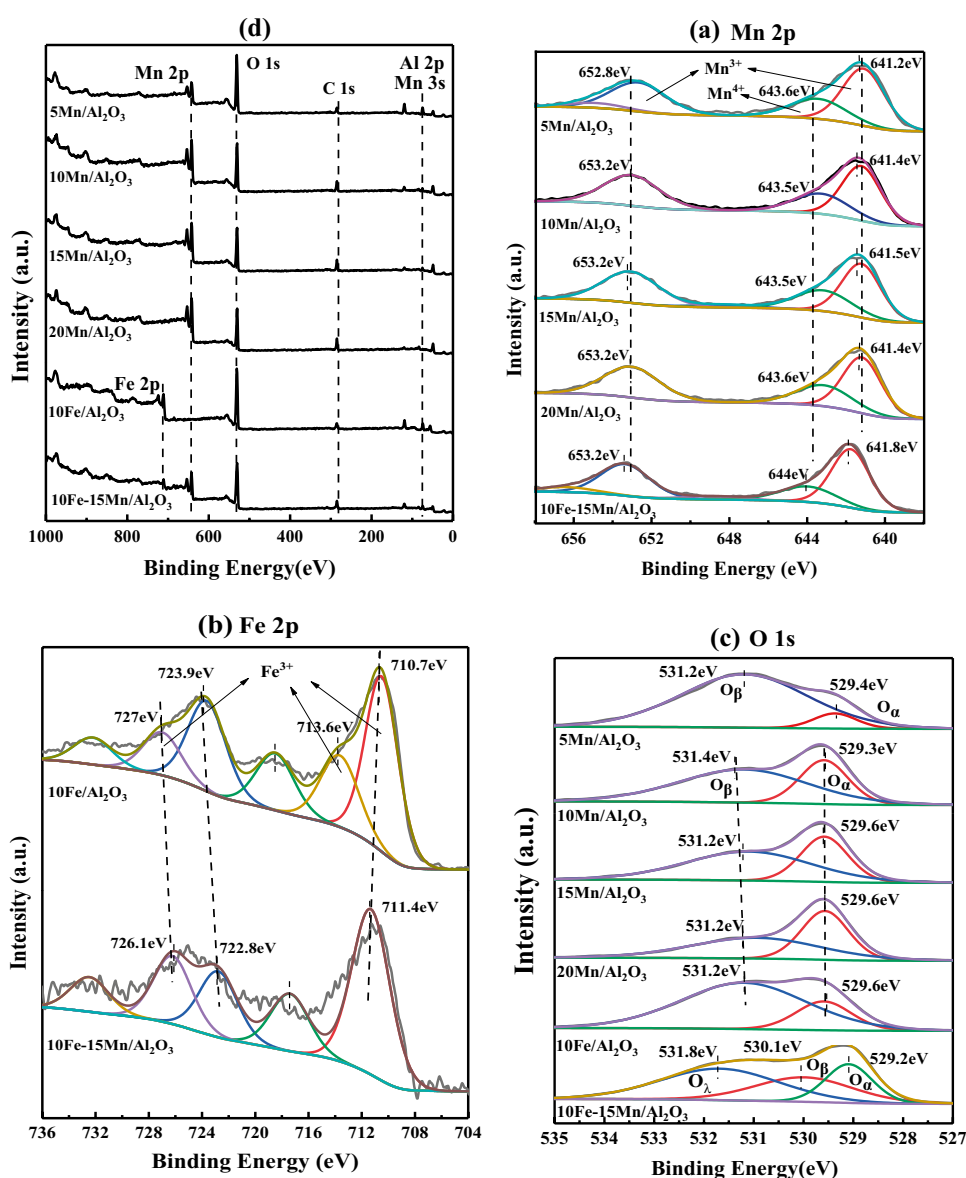 (d)
Mn 2p
O 1s
C 1s
Al 2p
Mn 3s
5Mn/Al₂O₃
10Mn/Al₂O₃
15Mn/Al₂O₃
20Mn/Al₂O₃
Fe 2p
10Fe/Al₂O₃
10Fe-15Mn/Al₂O₃
Intensity (a.u.)
1000 800 600 400 200 0
Binding Energy(eV)
(a) Mn 2p
652.8eV
Mn³⁺
641.2eV
Mn⁴⁺
643.6eV
5Mn/Al₂O₃
653.2eV
641.4eV
643.5eV
10Mn/Al₂O₃
653.2eV
641.5eV
643.5eV
15Mn/Al₂O₃
653.2eV
641.4eV
643.6eV
20Mn/Al₂O₃
653.2eV
644eV
641.8eV
10Fe-15Mn/Al₂O₃
Intensity (a.u.)
656 652 648 644 640
Binding Energy (eV)
(b) Fe 2p
723.9eV
Fe³⁺
710.7eV
727eV
713.6eV
10Fe/Al₂O₃
711.4eV
726.1eV
722.8eV
10Fe-15Mn/Al₂O₃
Intensity (a.u.)
736 732 728 724 720 716 712 708 704
Binding Energy (eV)
(c) O 1s
531.2eV
Oβ
529.4eV
Oα
5Mn/Al₂O₃
531.4eV
529.3eV
Oβ
Oα
10Mn/Al₂O₃
531.2eV
529.6eV
15Mn/Al₂O₃
529.6eV
531.2eV
20Mn/Al₂O₃
531.2eV
529.6eV
10Fe/Al₂O₃
531.8eV
530.1eV
529.2eV
Oλ
Oβ
Oα
10Fe-15Mn/Al₂O₃
Intensity (a.u.)
535 534 533 532 531 530 529 528 527
Binding Energy (eV)